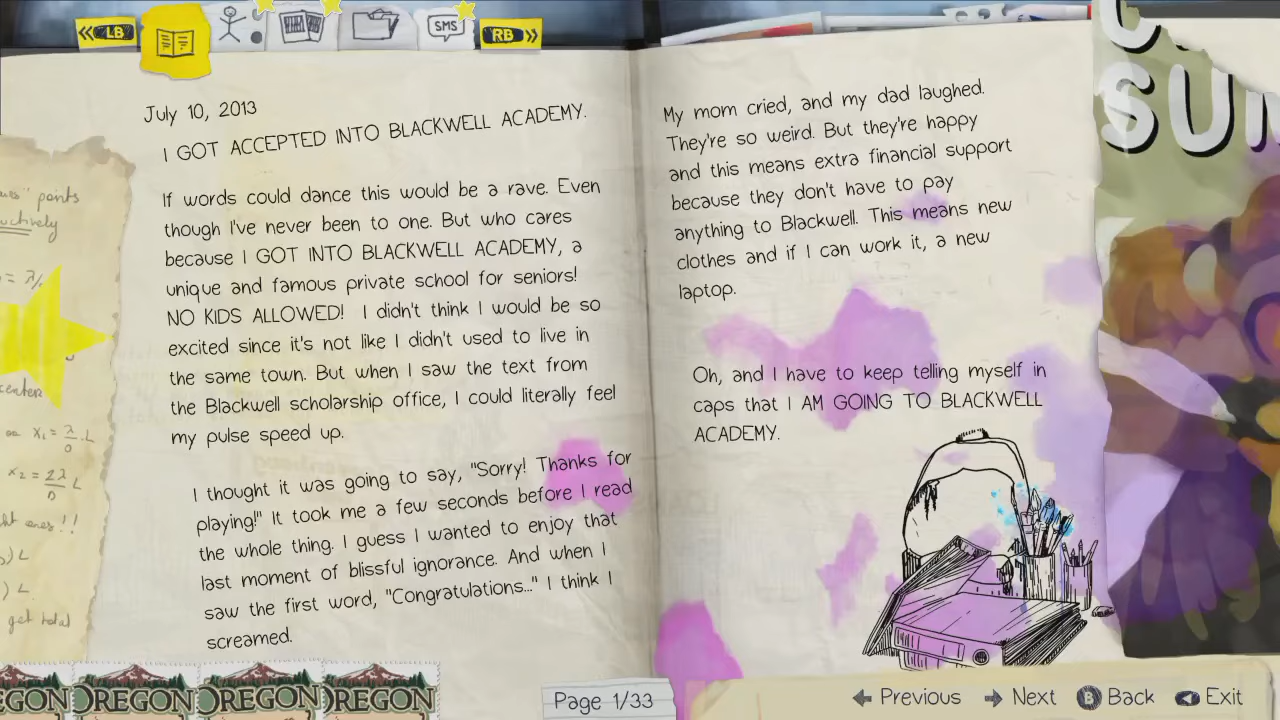 LB
SMS
RB
July 10, 2013
I GOT ACCEPTED INTO BLACKWELL ACADEMY.
If words could dance this would be a rave. Even
though I've never been to one. But who cares
because I GOT INTO BLACKWELL ACADEMY, a
unique and famous private school for seniors!
NO KIDS ALLOWED! I didn't think I would be so
excited since it's not like I didn't used to live in
the same town. But when I saw the text from
the Blackwell scholarship office, I could literally feel
my pulse speed up.
I thought it was going to say, "Sorry! Thanks for
playing!" It took me a few seconds before I read
the whole thing. I guess I wanted to enjoy that
last moment of blissful ignorance. And when I
saw the first word, "Congratulations..." I think I
screamed.
My mom cried, and my dad laughed.
They're so weird. But they're happy
and this means extra financial support
because they don't have to pay
anything to Blackwell. This means new
clothes and if I can work it, a new
laptop.
Oh, and I have to keep telling myself in
caps that I AM GOING TO BLACKWELL
ACADEMY.
points
L
get total
EGON OREGON OREGON OREGON
Page 1/33
Previous Next B Back Exit